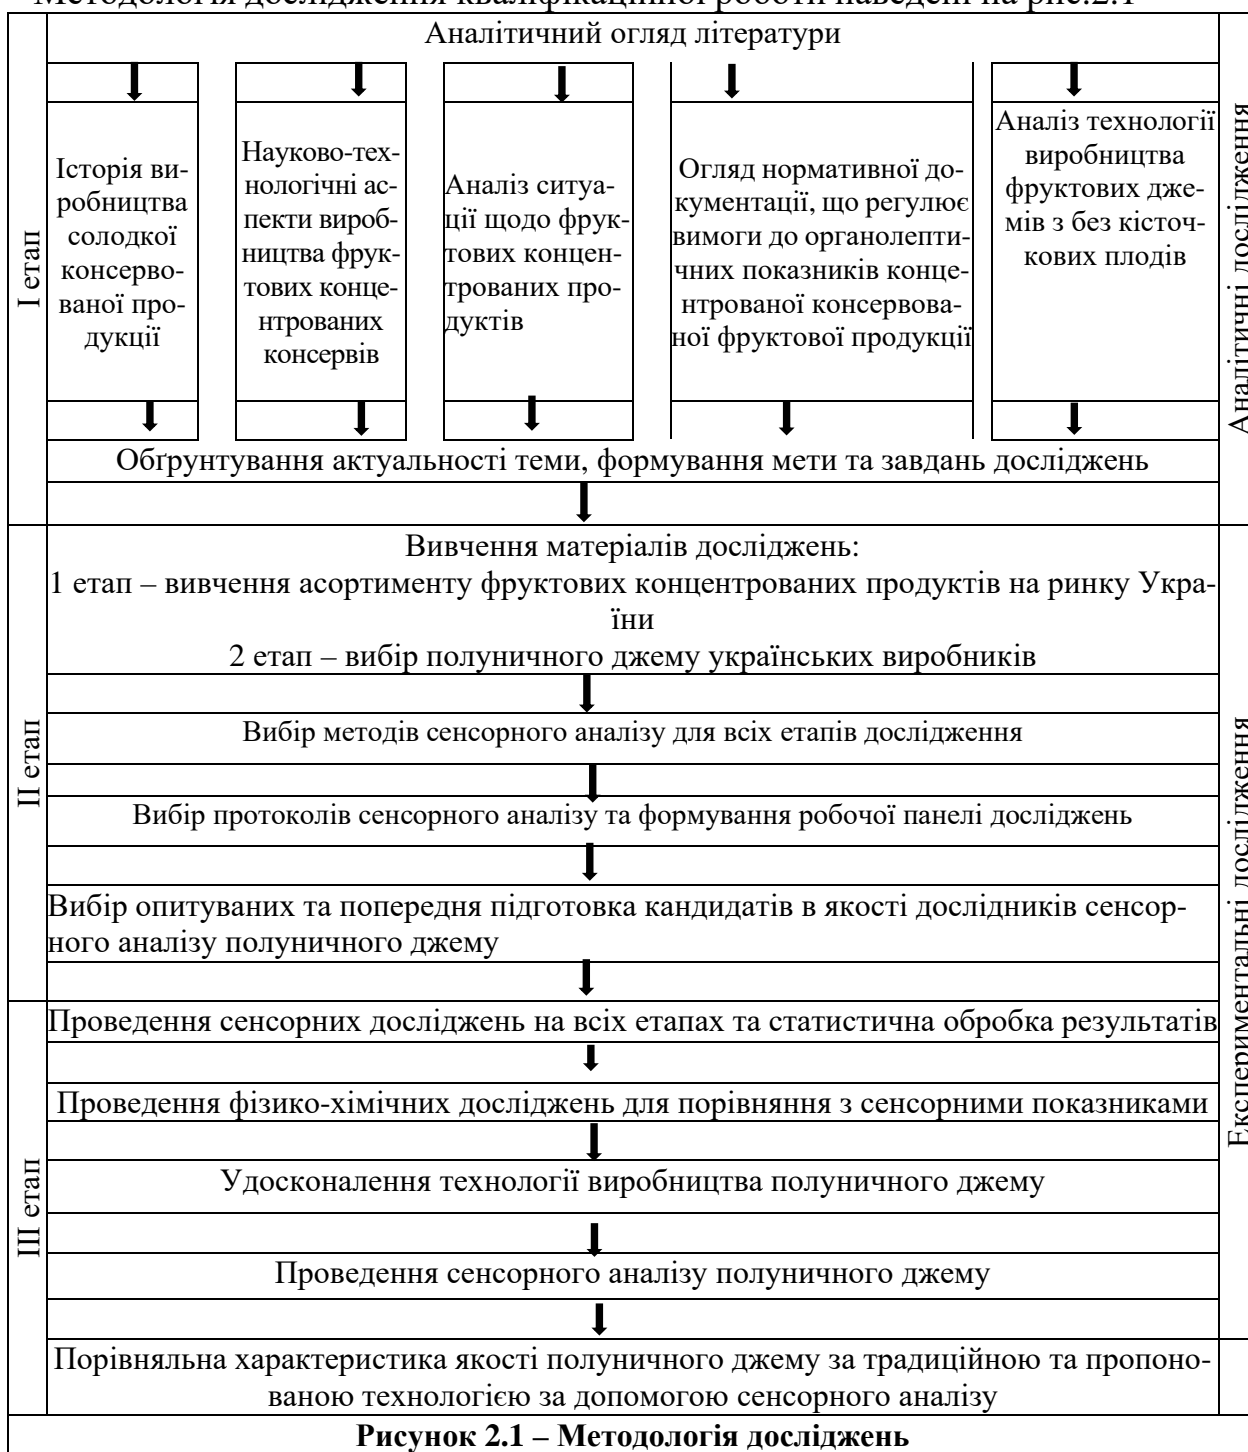 Методологія дослідження кваліфікаційної роботи наведені на рис.2.1
Аналітичний огляд літератури
І етап
Історія ви-
робництва
солодкої
консерво-
ваної про-
дукції
Науково-тех-
нологічні ас-
пекти вироб-
ництва фрук-
тових конце-
нтрованих
консервів
Аналіз ситуа-
ції щодо фрук-
тових концен-
трованих про-
дуктів
Огляд нормативної до-
кументації, що регулює
вимоги до органолепти-
чних показників конце-
нтрованої консервова-
ної фруктової продукції
Аналіз технології
виробництва
фруктових дже-
мів з без кісточ-
кових плодів
Аналітичні дослідження
Обґрунтування актуальності теми, формування мети та завдань досліджень
ІІ етап
Вивчення матеріалів досліджень:
1 етап – вивчення асортименту фруктових концентрованих продуктів на ринку Укра-
їни
2 етап – вибір полуничного джему українських виробників
Вибір методів сенсорного аналізу для всіх етапів дослідження
Вибір протоколів сенсорного аналізу та формування робочої панелі досліджень
Вибір опитуваних та попередня підготовка кандидатів в якості дослідників сенсор-
ного аналізу полуничного джему
Експериментальні дослідження
ІІІ етап
Проведення сенсорних досліджень на всіх етапах та статистична обробка результатів
Проведення фізико-хімічних досліджень для порівняння з сенсорними показниками
Удосконалення технології виробництва полуничного джему
Проведення сенсорного аналізу полуничного джему
Порівняльна характеристика якості полуничного джему за традиційною та пропоно-
ваною технологією за допомогою сенсорного аналізу
Рисунок 2.1 – Методологія досліджень